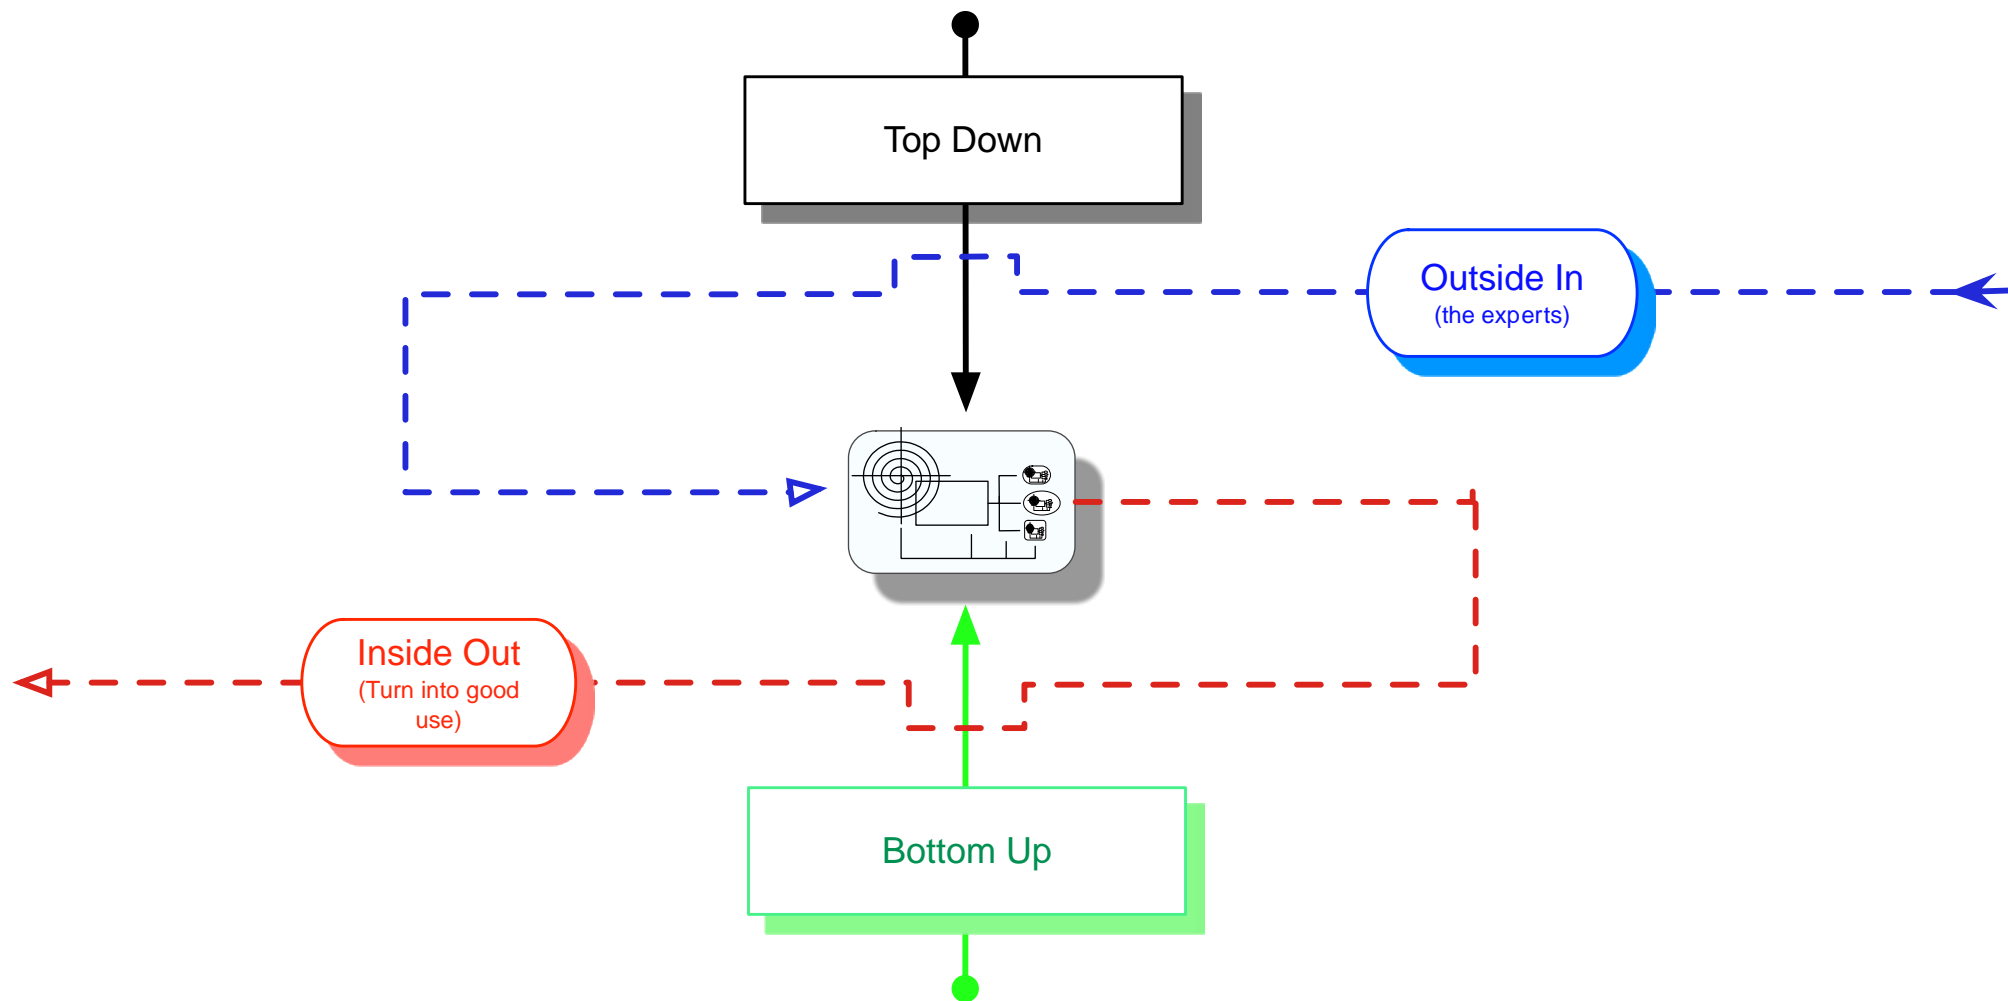 Top Down
Outside In
(the experts)
Inside Out
(Turn into good
use)
Bottom Up